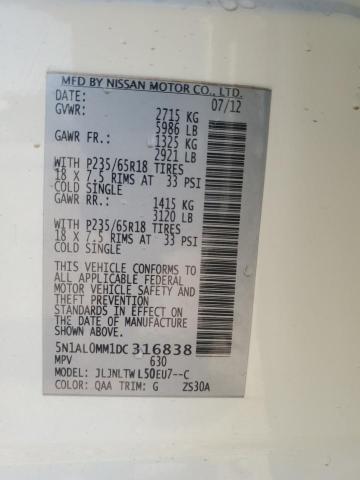 MFD BY NISSAN MOTOR CO., LTD.
DATE: 07/12
GVWR: 2715 KG
5986 LB
GAWR FR.: 1325 KG
2921 LB
WITH P235/65R18 TIRES
18 X 7.5 RIMS AT 33 PSI
COLD SINGLE
GAWR RR.: 1415 KG
3120 LB
WITH P235/65R18 TIRES
18 X 7.5 RIMS AT 33 PSI
COLD SINGLE
THIS VEHICLE CONFORMS TO
ALL APPLICABLE FEDERAL
MOTOR VEHICLE SAFETY AND
THEFT PREVENTION
STANDARDS IN EFFECT ON
THE DATE OF MANUFACTURE
SHOWN ABOVE.
5N1AL0MM1DC316838
MPV 630
MODEL: JLJNLTWL50EU7--C
COLOR: QAA TRIM: G ZS30A